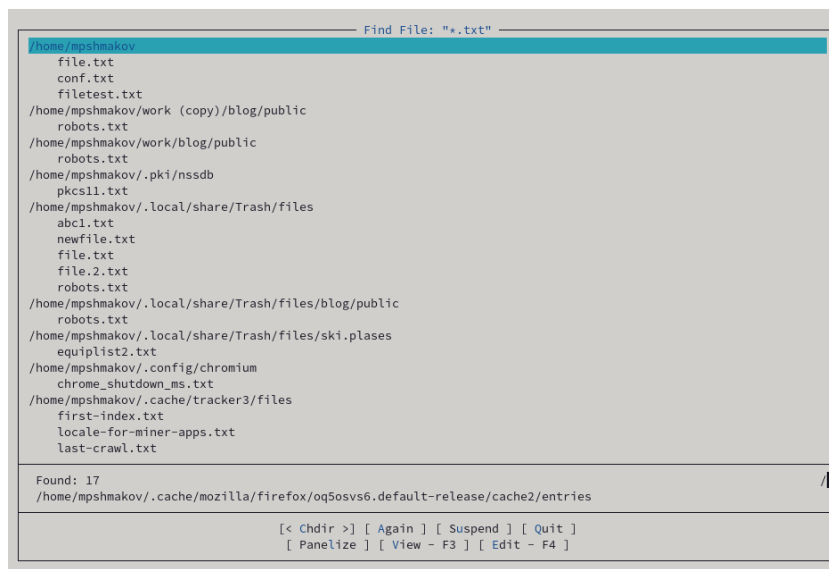 Find File: "*.txt"
/home/mpshmakov
file.txt
conf.txt
filetest.txt
/home/mpshmakov/work (copy)/blog/public
robots.txt
/home/mpshmakov/work/blog/public
robots.txt
/home/mpshmakov/.pki/nssdb
pkcs11.txt
/home/mpshmakov/.local/share/Trash/files
abc1.txt
newfile.txt
file.txt
file.2.txt
robots.txt
/home/mpshmakov/.local/share/Trash/files/blog/public
robots.txt
/home/mpshmakov/.local/share/Trash/files/ski.plases
equiplist2.txt
/home/mpshmakov/.config/chromium
chrome_shutdown_ms.txt
/home/mpshmakov/.cache/tracker3/files
first-index.txt
locale-for-miner-apps.txt
last-crawl.txt
Found: 17 /
/home/mpshmakov/.cache/mozilla/firefox/oq5osvs6.default-release/cache2/entries
[< Chdir >] [ Again ] [ Suspend ] [ Quit ]
[ Panelize ] [ View - F3 ] [ Edit - F4 ]